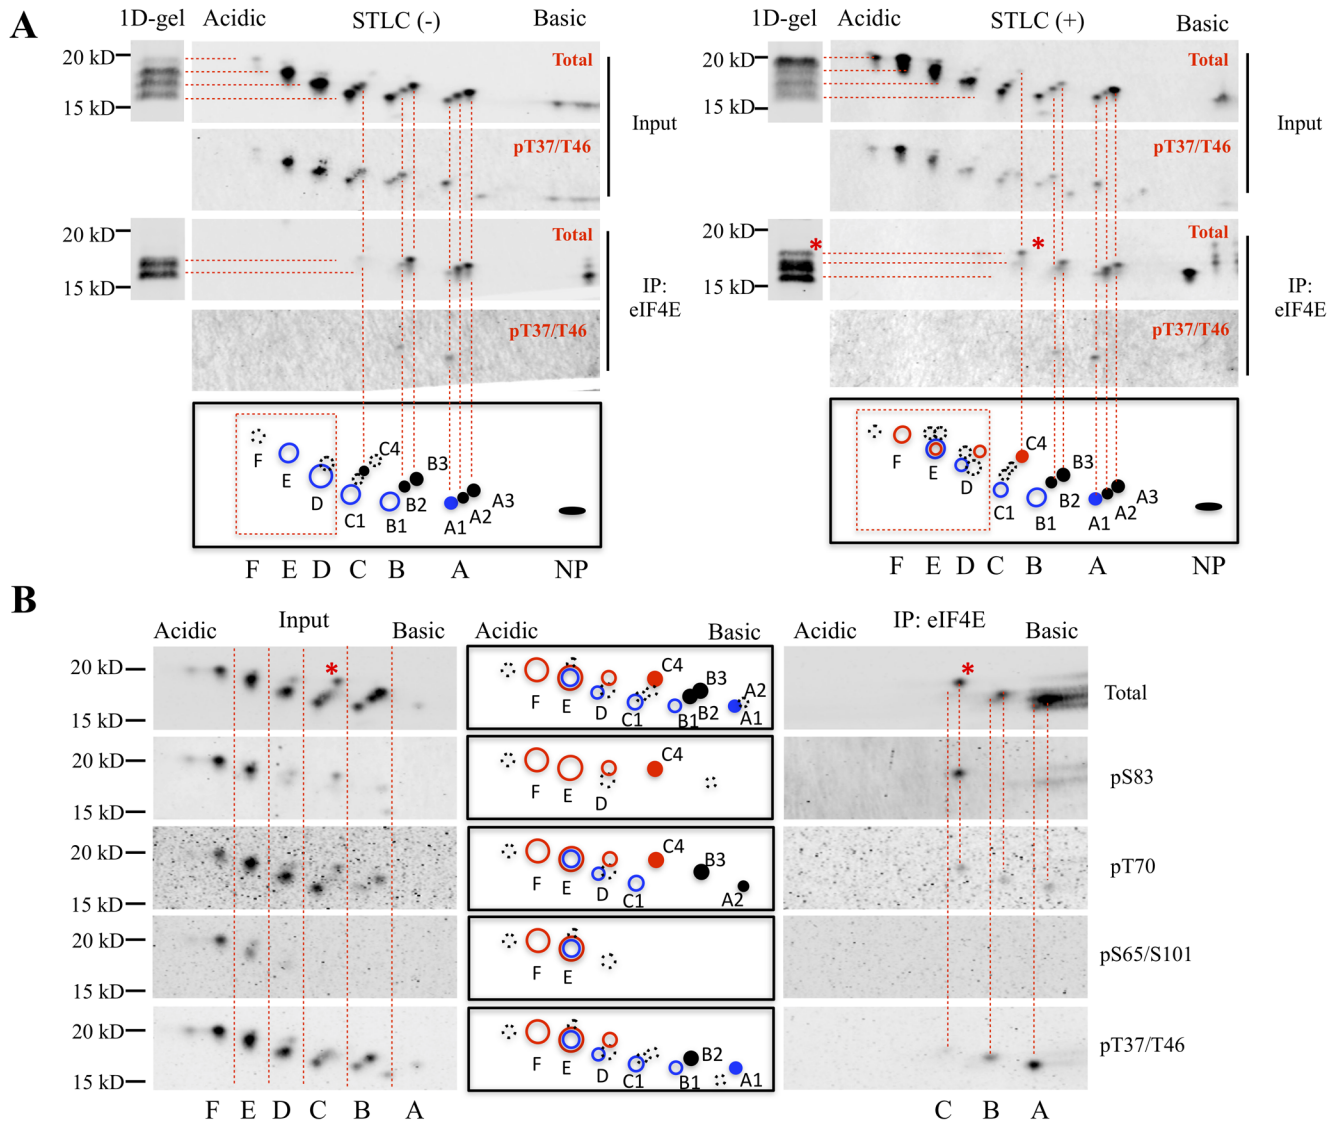 A
1D-gel Acidic STLC (-) Basic
20 kD
15 kD
Total
pT37/T46
Input
20 kD
15 kD
Total
pT37/T46
IP:
eIF4E
F E D C1 C4 B1 B2 B3 A1 A2 A3
F E D C B A NP
1D-gel Acidic STLC (+) Basic
20 kD
15 kD
Total
pT37/T46
Input
20 kD
15 kD
* *
Total
pT37/T46
IP:
eIF4E
F E D C1 C4 B1 B2 B3 A1 A2 A3
F E D C B A NP
B
Acidic Input Basic
Acidic Basic
Acidic IP: eIF4E Basic
20 kD
15 kD
*
F E D C1 C4 B1 B2 B3 A1 A2
*
Total
20 kD
15 kD
F E D C4
pS83
20 kD
15 kD
F E D C1 C4 B3 A2
pT70
20 kD
15 kD
F E
pS65/S101
20 kD
15 kD
F E D C1 B1 B2 A1
pT37/T46
F E D C B A
C B A